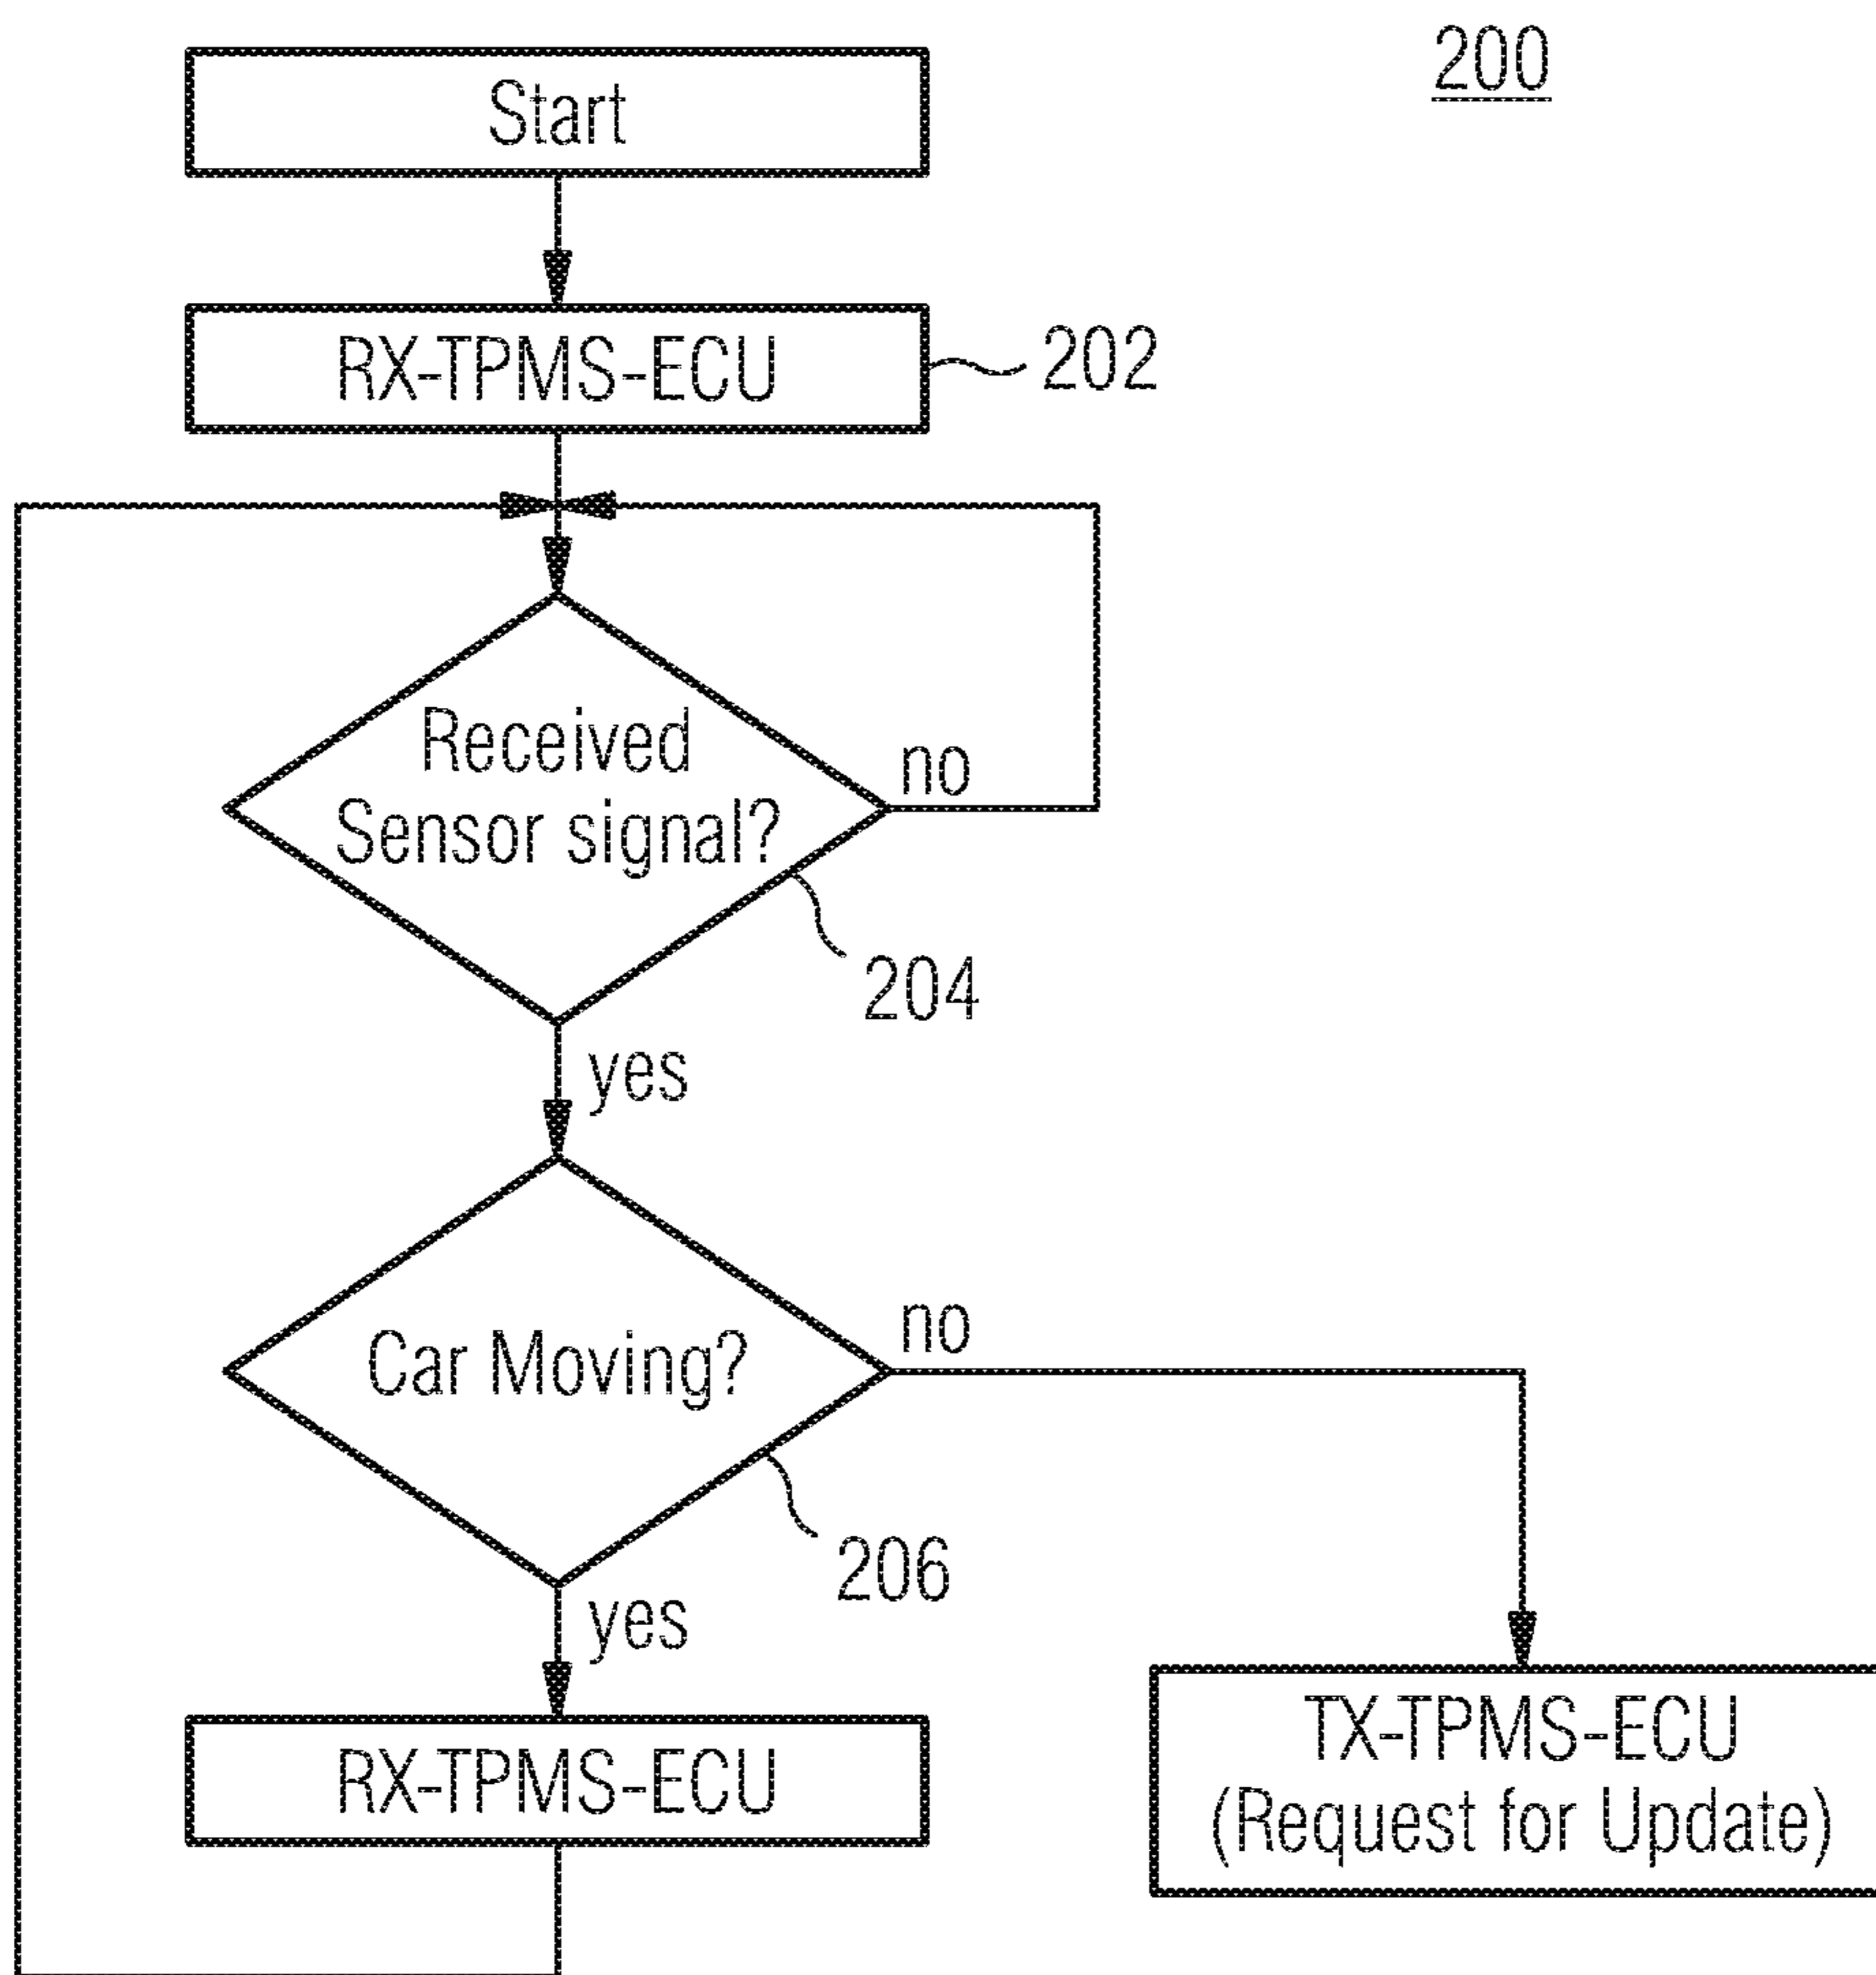 200
Start
RX-TPMS-ECU
202
Received
Sensor signal?
no
204
yes
Car Moving?
no
206
yes
RX-TPMS-ECU
TX-TPMS-ECU
(Request for Update)